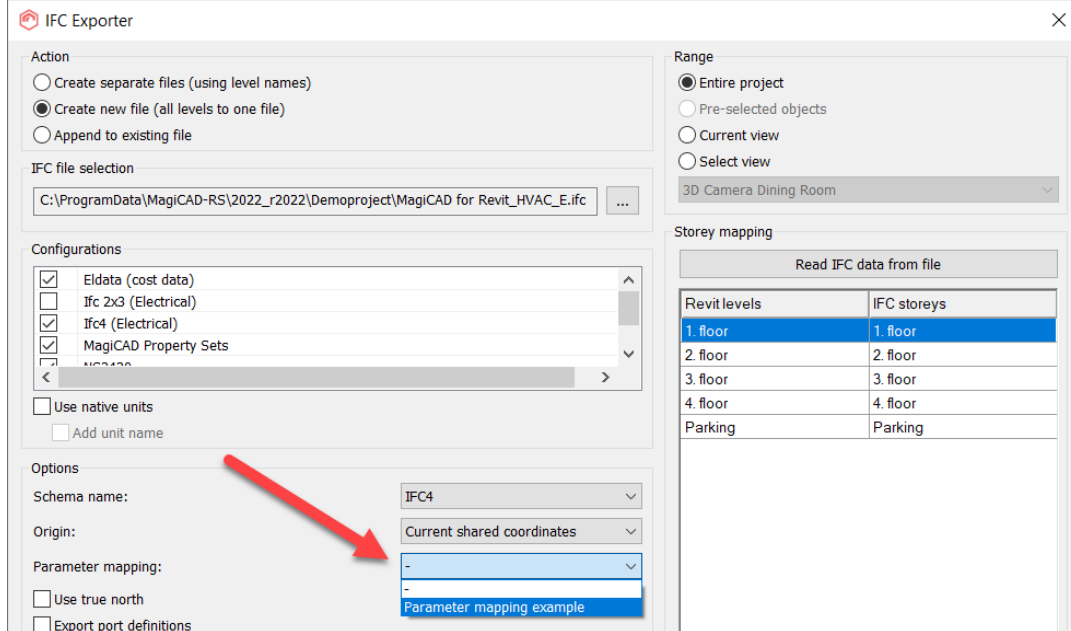 IFC Exporter
Action
Create separate files (using level names)
Create new file (all levels to one file)
Append to existing file
IFC file selection
C:\ProgramData\MagiCAD-RS\2022_r2022\Demoproject\MagiCAD for Revit_HVAC_E.ifc
...
Configurations
Eldata (cost data)
Ifc 2x3 (Electrical)
Ifc4 (Electrical)
MagiCAD Property Sets
Use native units
Add unit name
Options
Schema name: IFC4
Origin: Current shared coordinates
Parameter mapping: -
-
Parameter mapping example
Use true north
Export port definitions
Range
Entire project
Pre-selected objects
Current view
Select view
3D Camera Dining Room
Storey mapping
Read IFC data from file
Revit levels IFC storeys
1. floor 1. floor
2. floor 2. floor
3. floor 3. floor
4. floor 4. floor
Parking Parking